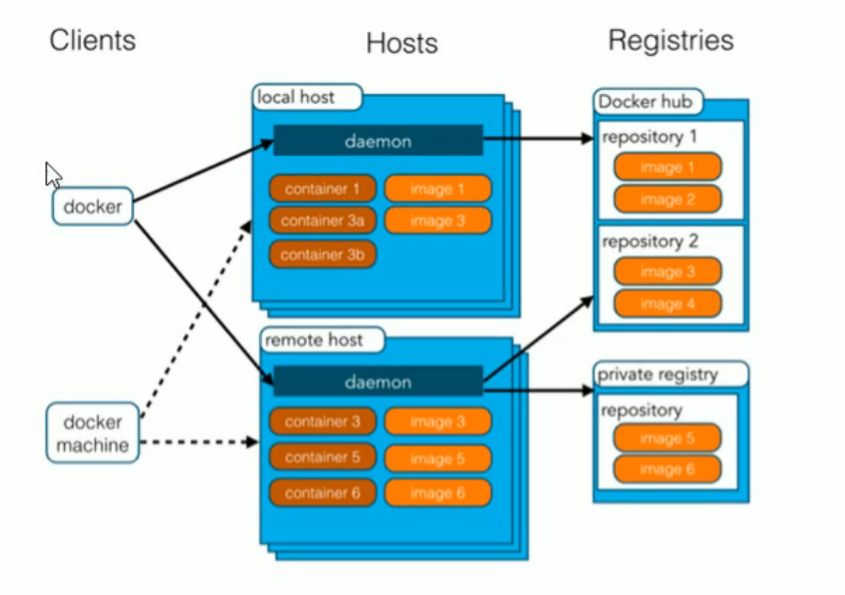 Clients
Hosts
Registries
local host
daemon
container 1
image 1
container 3a
image 3
container 3b
docker
remote host
daemon
container 3
image 3
container 5
image 5
container 6
image 6
docker
machine
Docker hub
repository 1
image 1
image 2
repository 2
image 3
image 4
private registry
repository
image 5
image 6